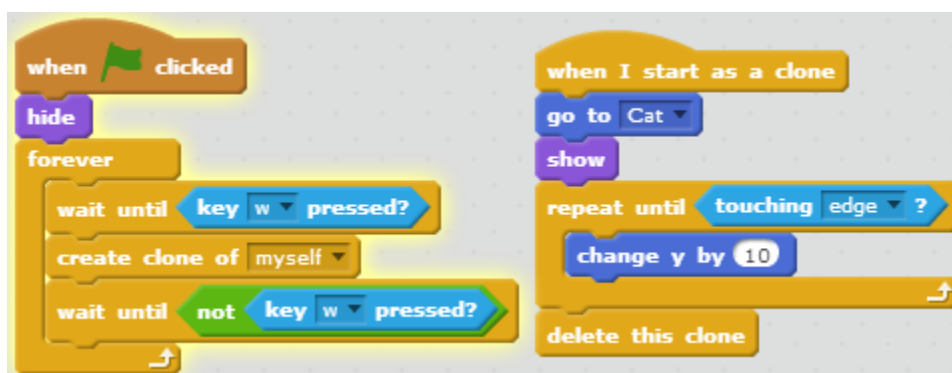 when clicked
hide
forever
wait until key w pressed?
create clone of myself
wait until not key w pressed?
when I start as a clone
go to Cat
show
repeat until touching edge ?
change y by 10
delete this clone